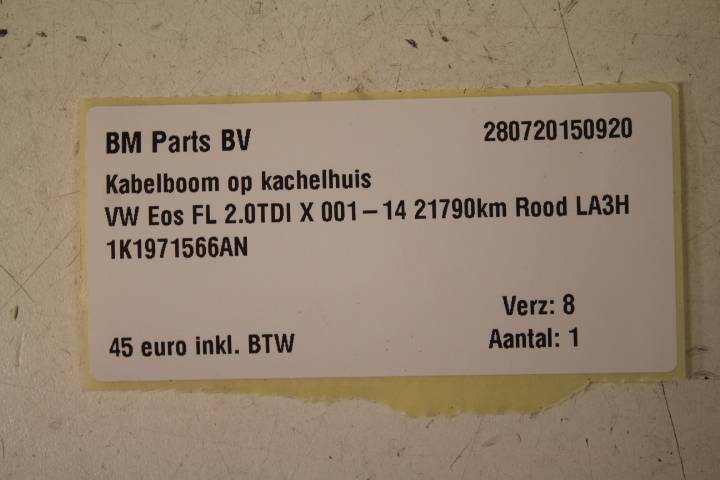 BM Parts BV 280720150920
Kabelboom op kachelhuis
VW Eos FL 2.0TDI X 001-14 21790km Rood LA3H
1K1971566AN
Verz: 8
45 euro inkl. BTW Aantal: 1